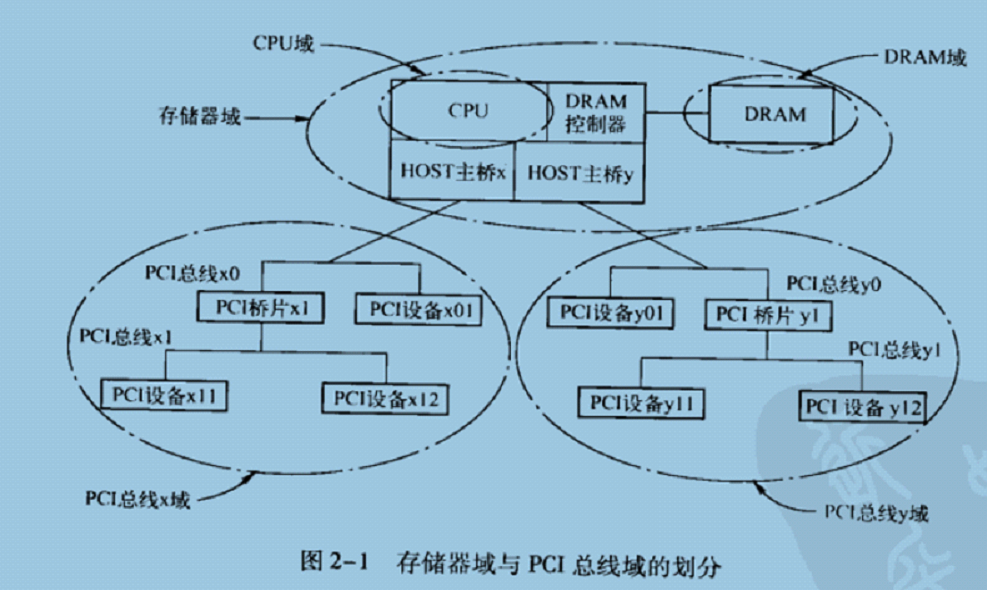 CPU域
DRAM域
存储器域
CPU
DRAM
控制器
DRAM
HOST主桥x
HOST主桥y
PCI总线x0
PCI总线y0
PCI桥片x1
PCI设备x01
PCI设备y01
PCI 桥片 y1
PCI总线x1
PCI总线y1
PCI设备x11
PCI设备x12
PCI设备y11
PCI 设备 y12
PCI总线x域
PCI总线y域
图 2-1 存储器域与 PCI 总线域的划分